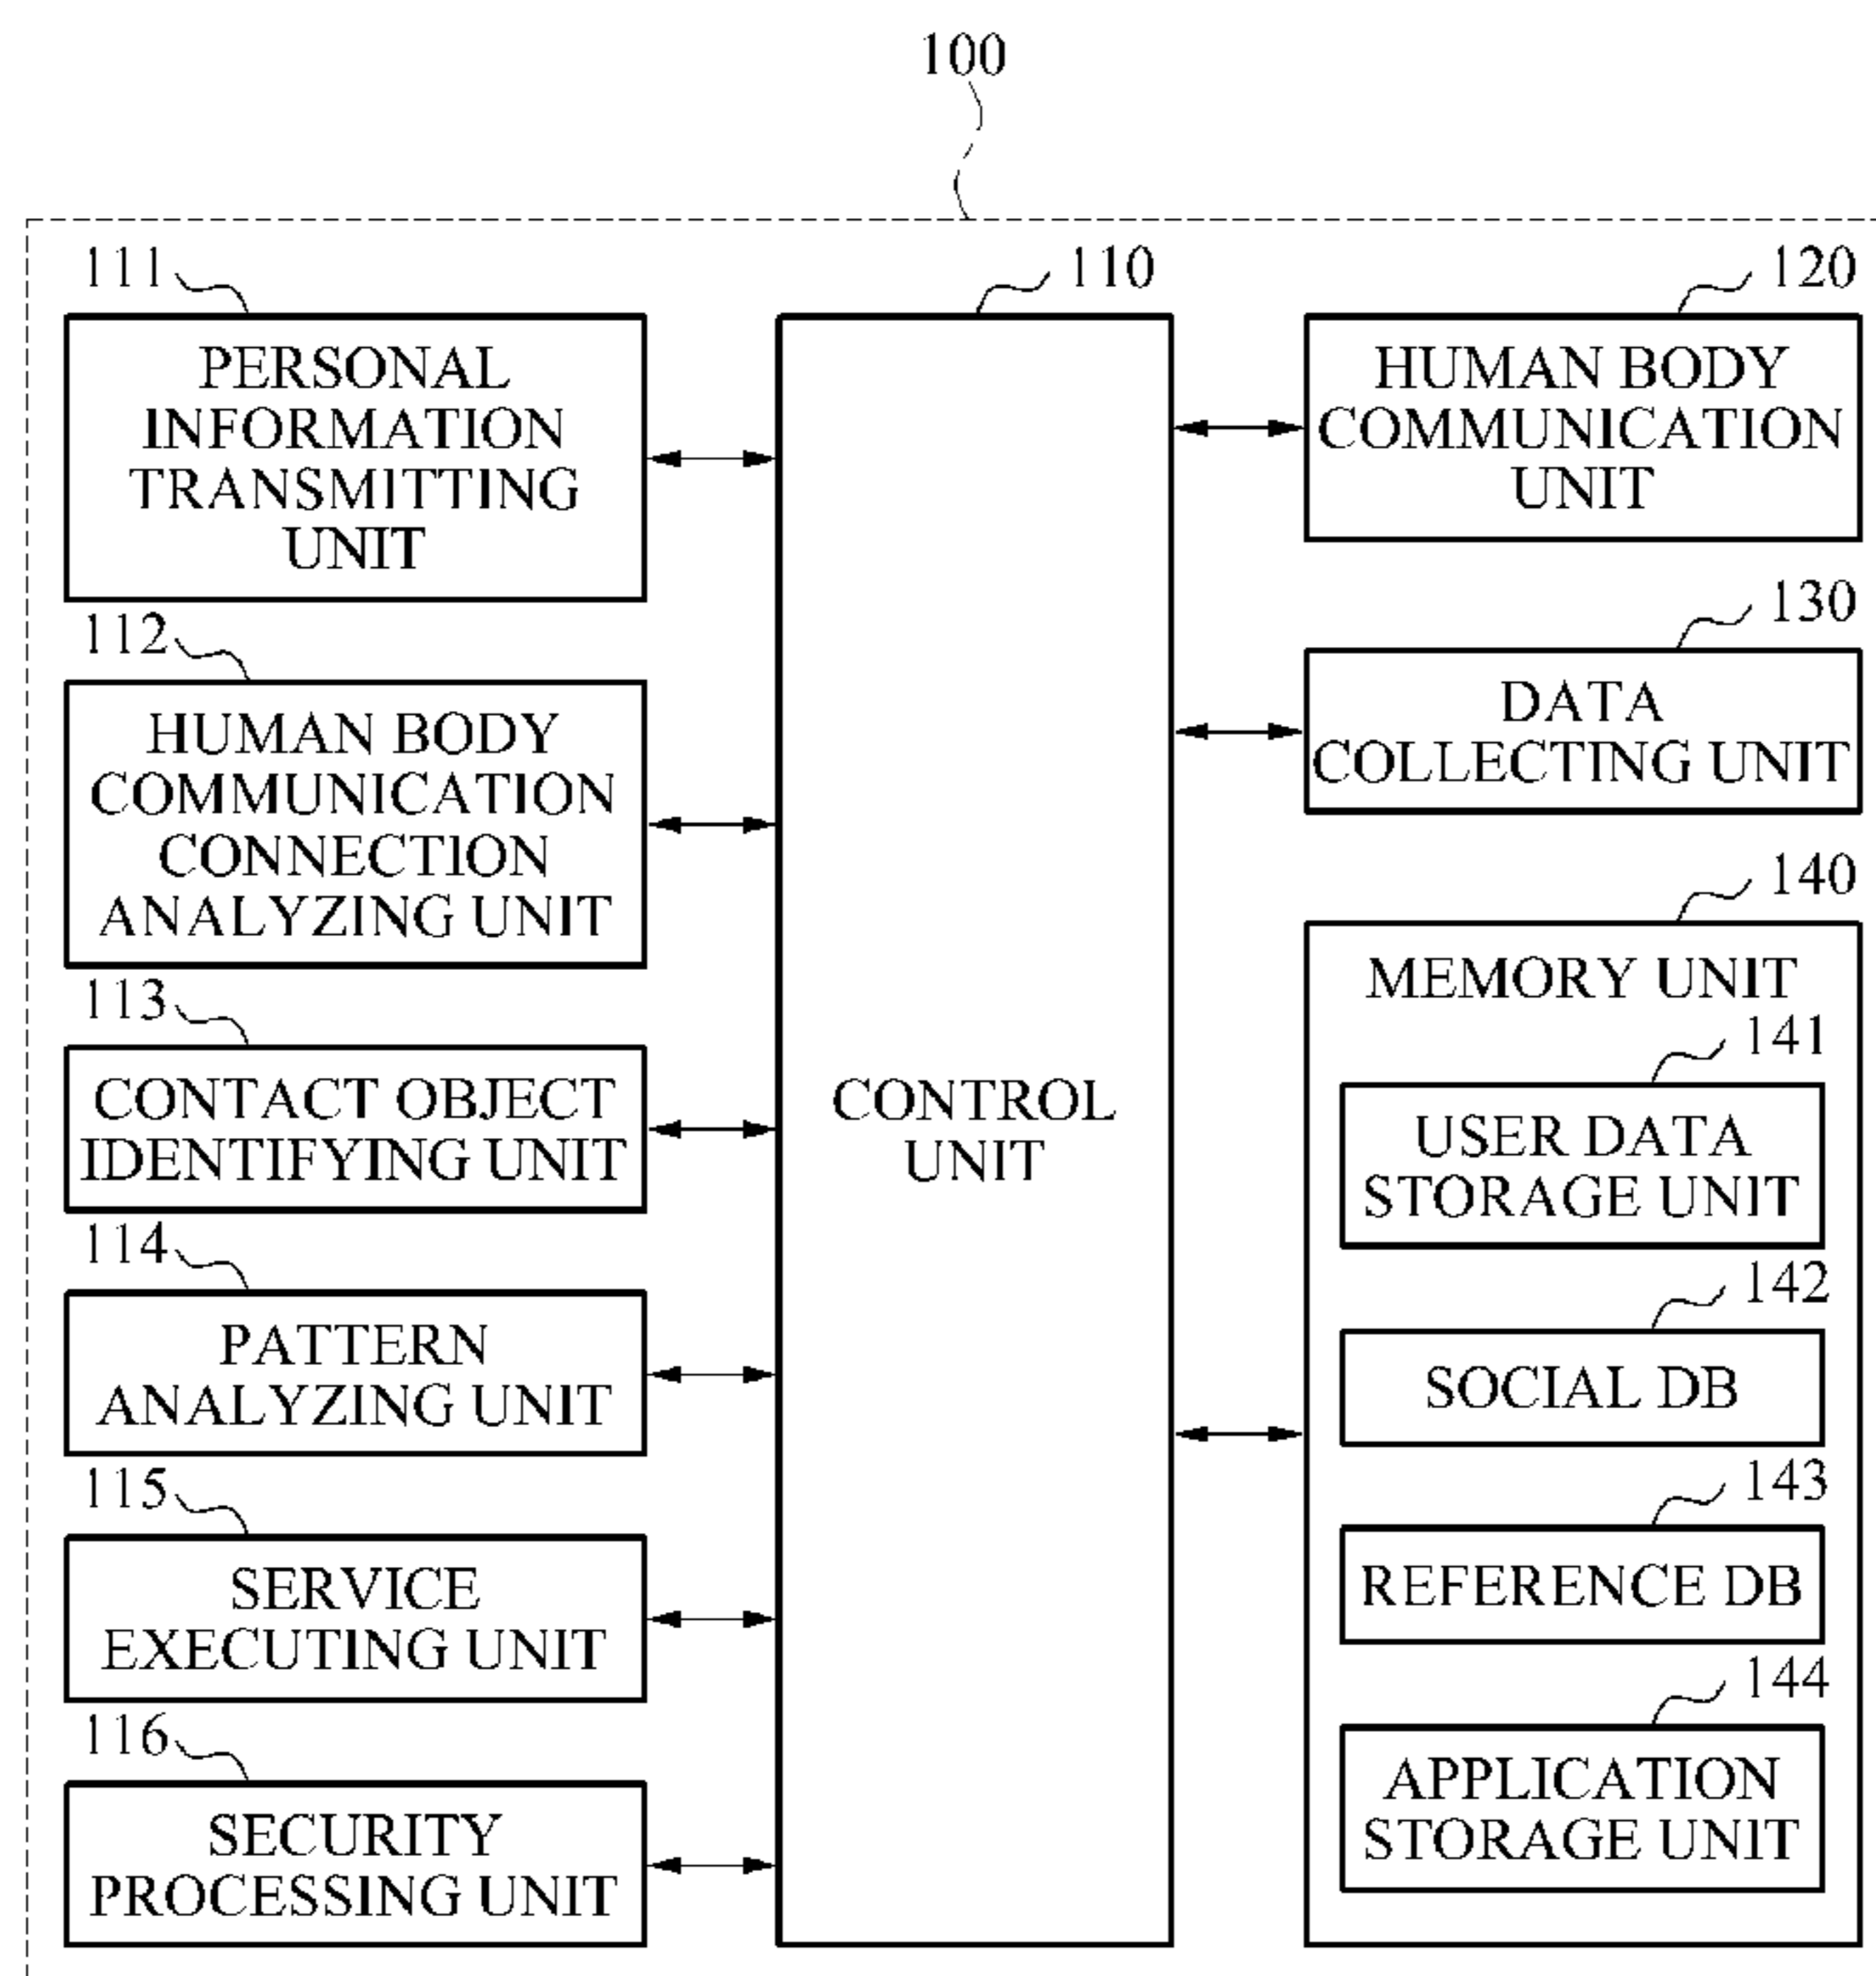 100
111
PERSONAL
INFORMATION
TRANSMITTING
UNIT
112
HUMAN BODY
COMMUNICATION
CONNECTION
ANALYZING UNIT
113
CONTACT OBJECT
IDENTIFYING UNIT
114
PATTERN
ANALYZING UNIT
115
SERVICE
EXECUTING UNIT
116
SECURITY
PROCESSING UNIT
110
CONTROL
UNIT
120
HUMAN BODY
COMMUNICATION
UNIT
130
DATA
COLLECTING UNIT
140
MEMORY UNIT
141
USER DATA
STORAGE UNIT
142
SOCIAL DB
143
REFERENCE DB
144
APPLICATION
STORAGE UNIT